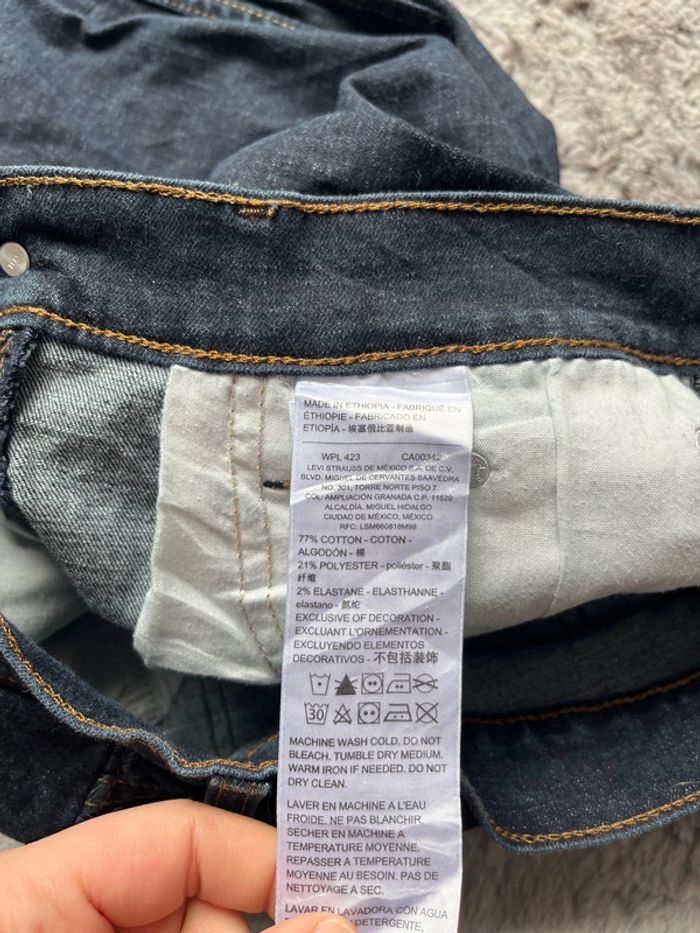 MADE IN ETHIOPIA - FABRIQUÉ EN
ÉTHIOPIE - FABRICADO EN
ETIOPÍA - 埃塞俄比亚制造
WPL 423 CA00342
LEVI STRAUSS DE MÉXICO S.A. DE C.V.
BLVD. MIGUEL DE CERVANTES SAAVEDRA
NO. 301, TORRE NORTE PISO 7
COL. AMPLIACIÓN GRANADA C.P. 11529
ALCALDÍA. MIGUEL HIDALGO
CIUDAD DE MÉXICO, MÉXICO
RFC: LSM660818M98
77% COTTON - COTON -
ALGODÓN - 棉
21% POLYESTER - poliéster - 聚酯
纤维
2% ELASTANE - ELASTHANNE -
elastano - 氨纶
EXCLUSIVE OF DECORATION -
EXCLUANT L'ORNEMENTATION -
EXCLUYENDO ELEMENTOS
DECORATIVOS - 不包括装饰
30
MACHINE WASH COLD. DO NOT
BLEACH. TUMBLE DRY MEDIUM.
WARM IRON IF NEEDED. DO NOT
DRY CLEAN.
LAVER EN MACHINE A L'EAU
FROIDE. NE PAS BLANCHIR.
SECHER EN MACHINE A
TEMPERATURE MOYENNE.
REPASSER A TEMPERATURE
MOYENNE AU BESOIN. PAS DE
NETTOYAGE A SEC.
LAVAR EN LAVADORA CON AGUA
DETERGENTE,